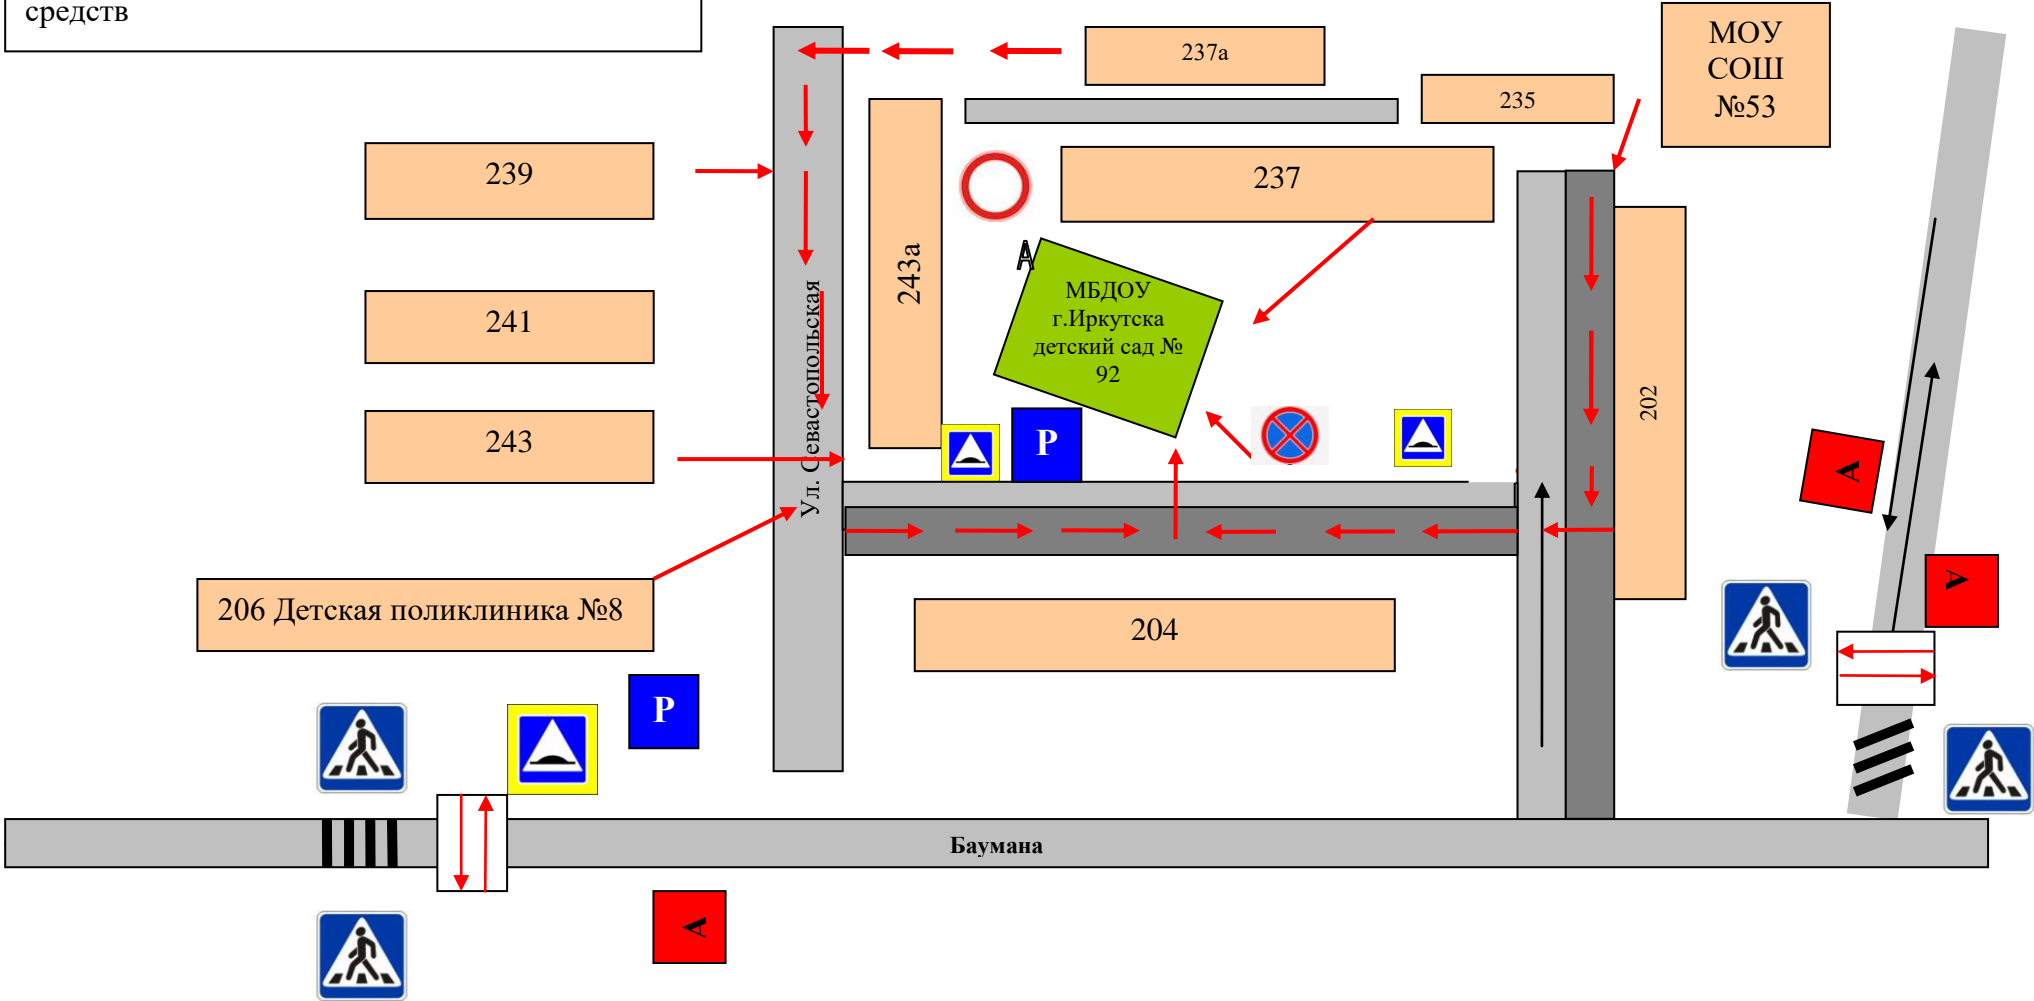 средств
237а
МОУ
СОШ
№53
235
239
237
243а
А
МБДОУ
г.Иркутска
детский сад №
92
241
Ул. Севастопольская
202
243
Р
А
А
206 Детская поликлиника №8
204
Р
Баумана
А